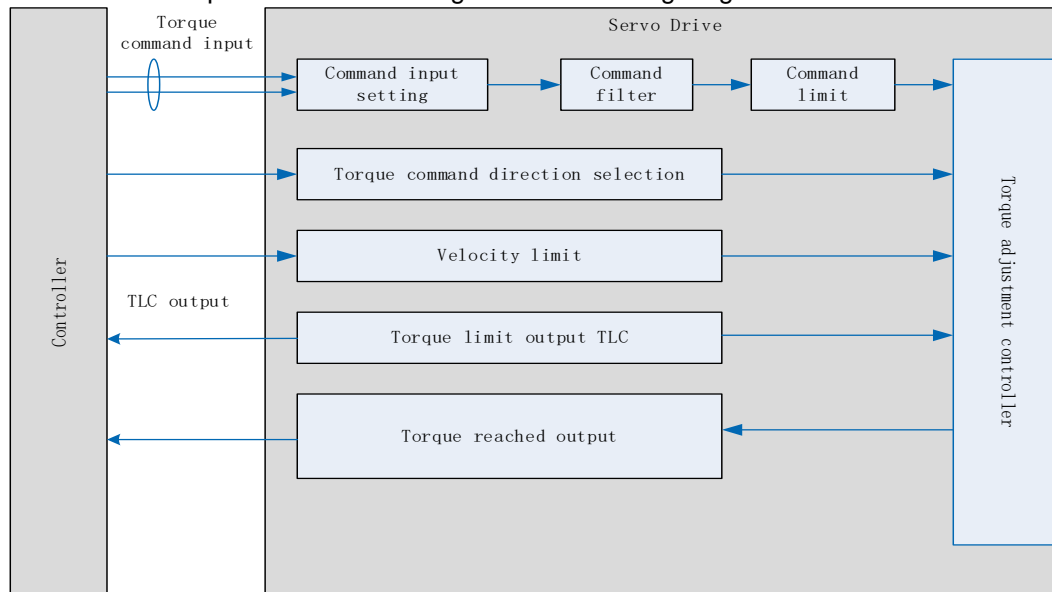 Torque
command input
Servo Drive
Command input
setting
Command
filter
Command
limit
Torque command direction selection
Velocity limit
TLC output
Torque limit output TLC
Torque reached output
Controller
Torque adjustment controller